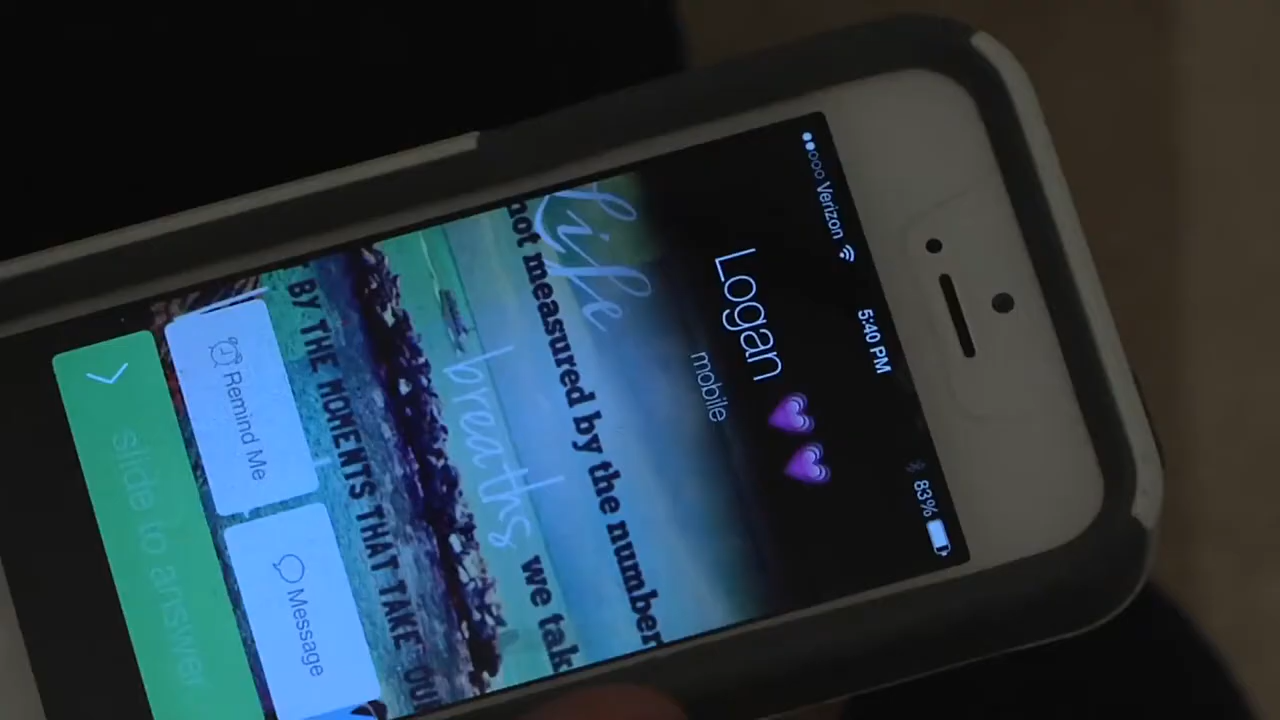 Verizon 5:40 PM 83%
Logan 💜💜
mobile
Life
not measured by the number
breaths we tak
BY THE MOMENTS THAT TAKE OU
Remind Me Message
slide to answer